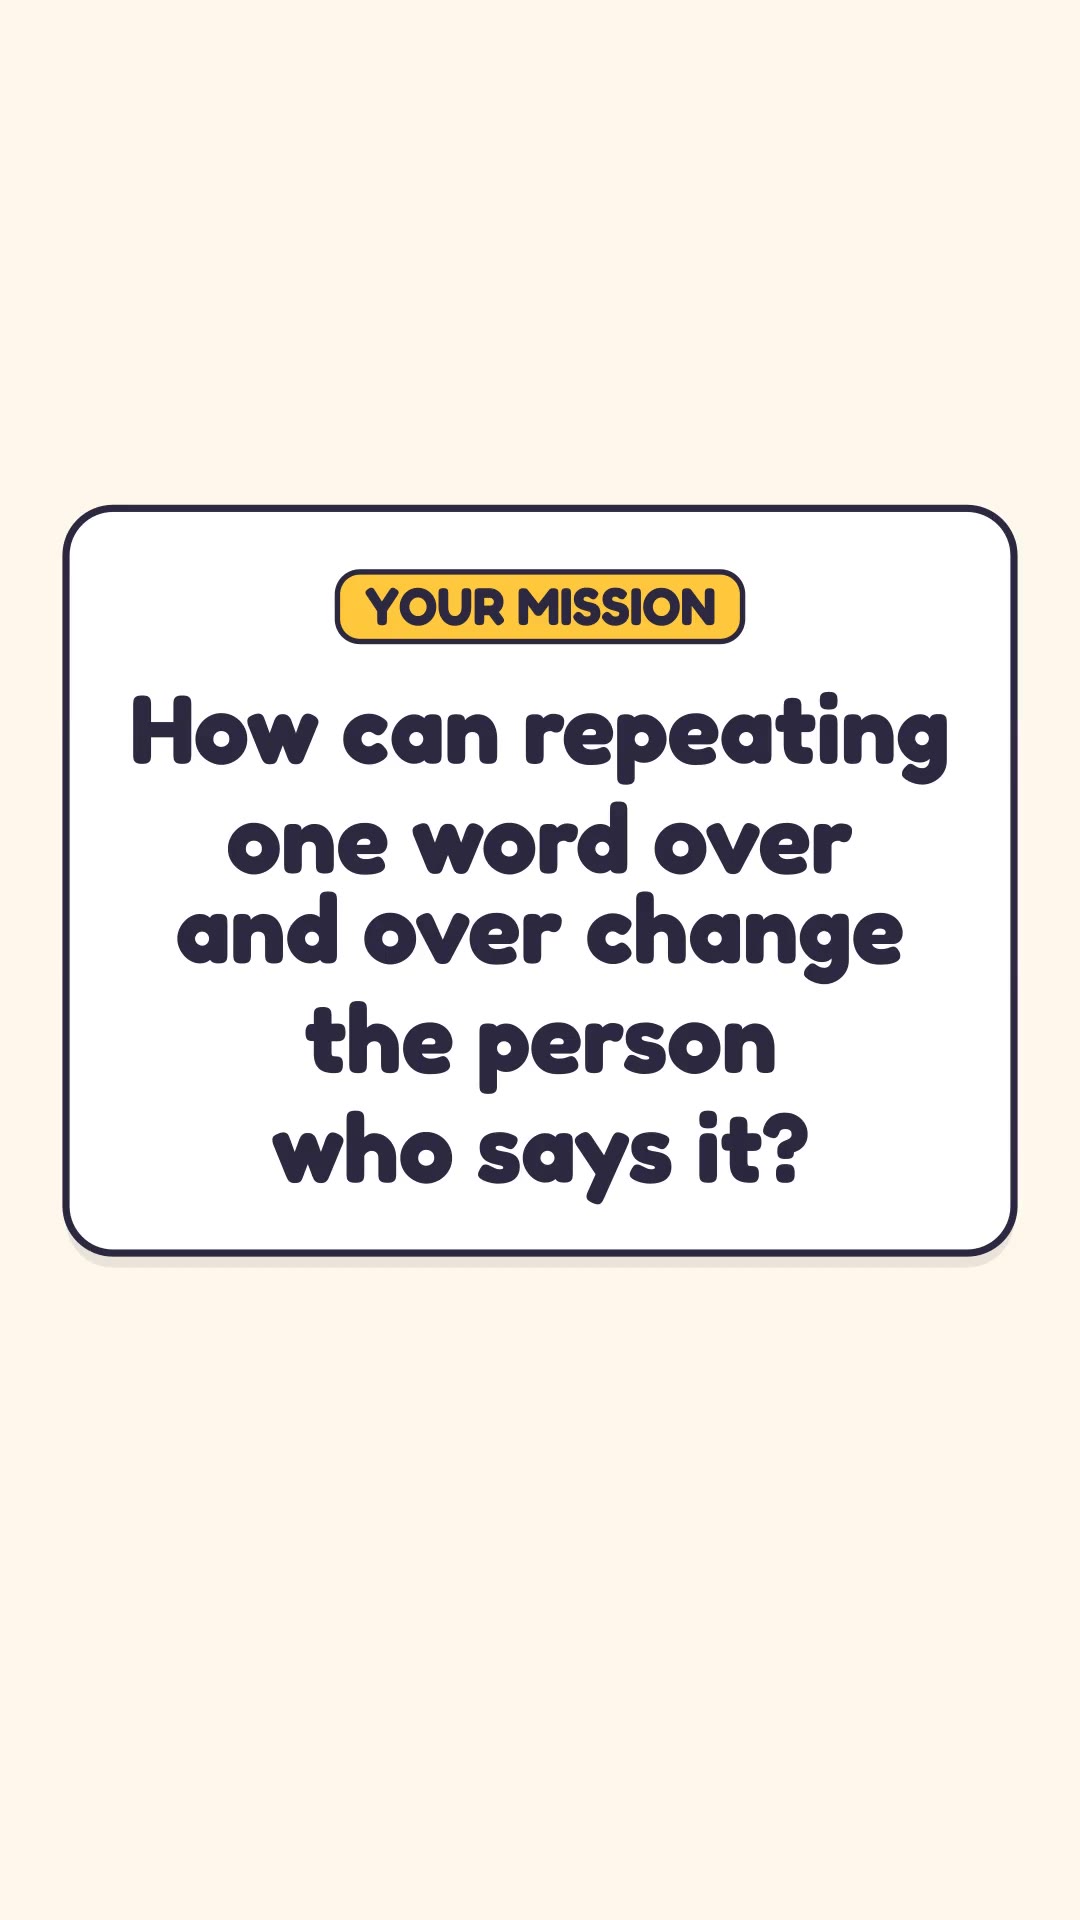 YOUR MISSION
How can repeating
one word over
and over change
the person
who says it?